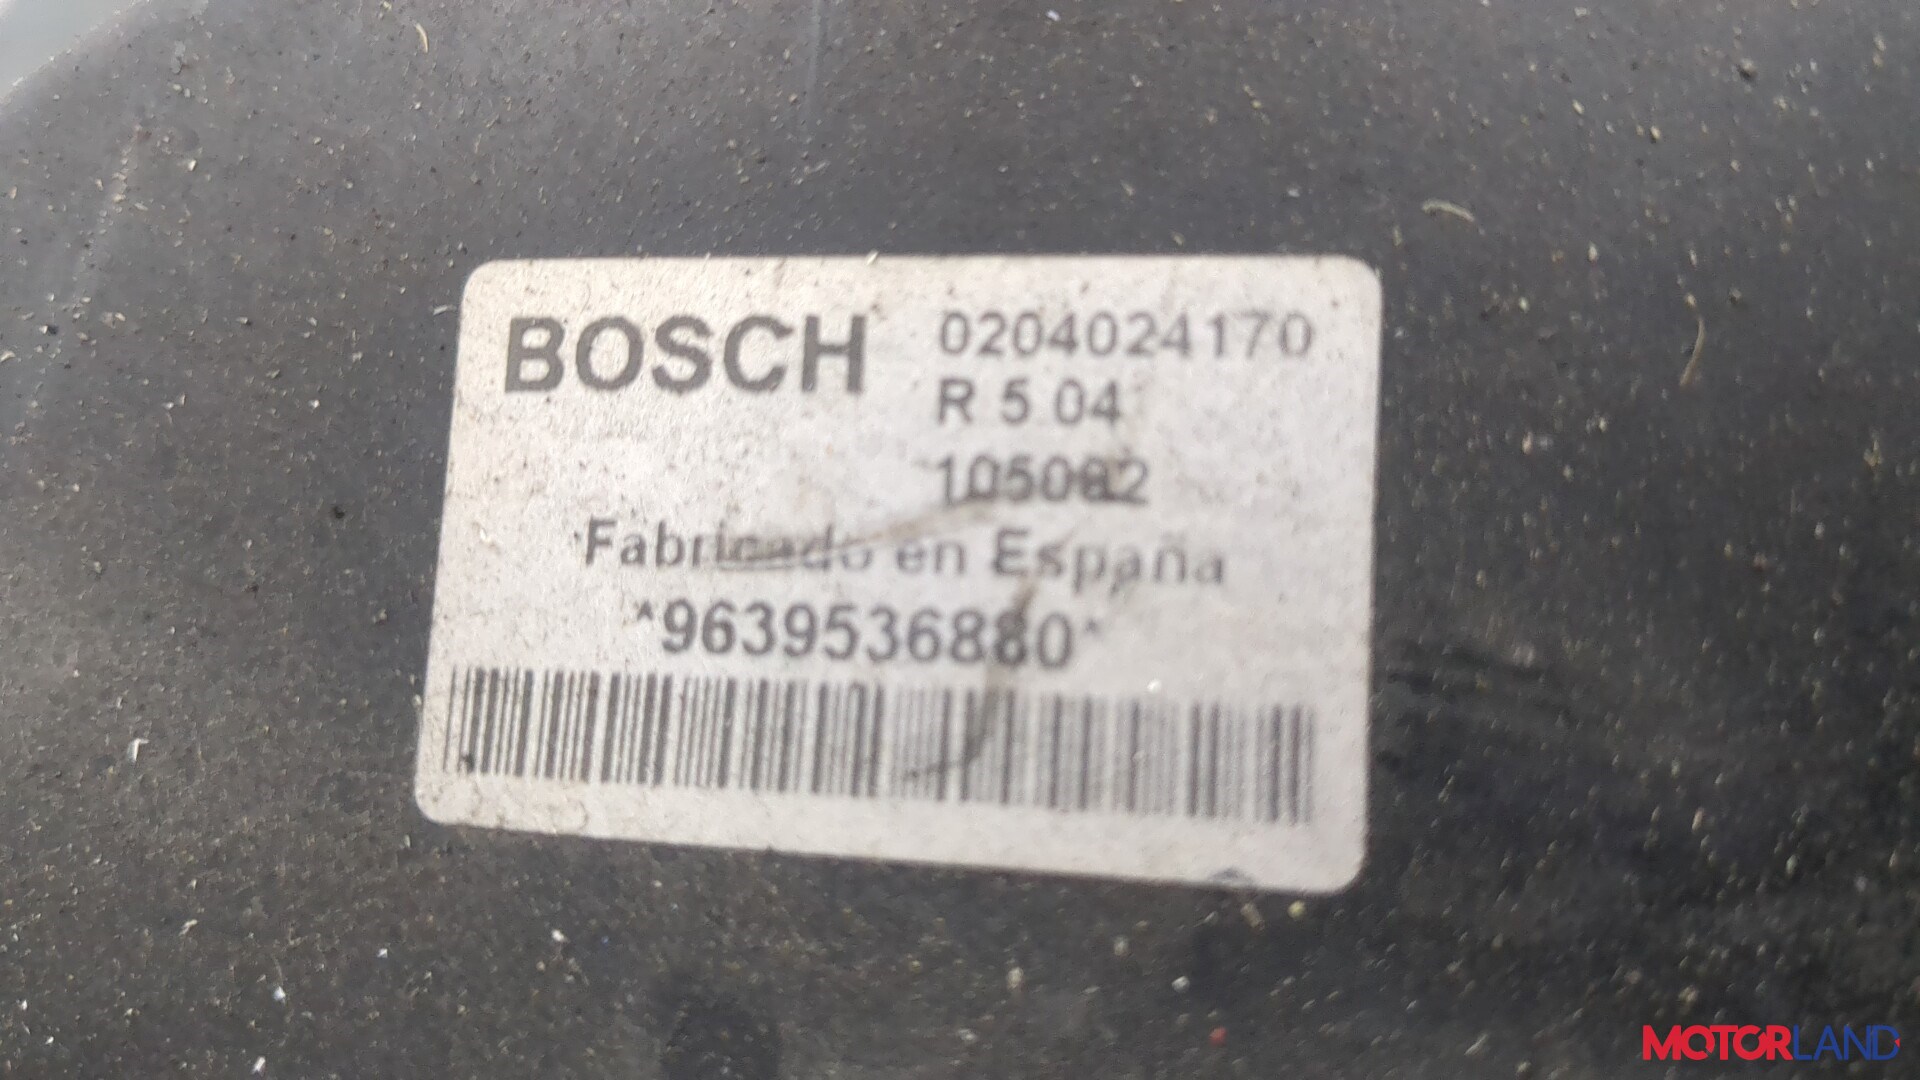 BOSCH 0204024170
R 5 04
105082
Fabricado en España
*9639536880*
MOTORLAND